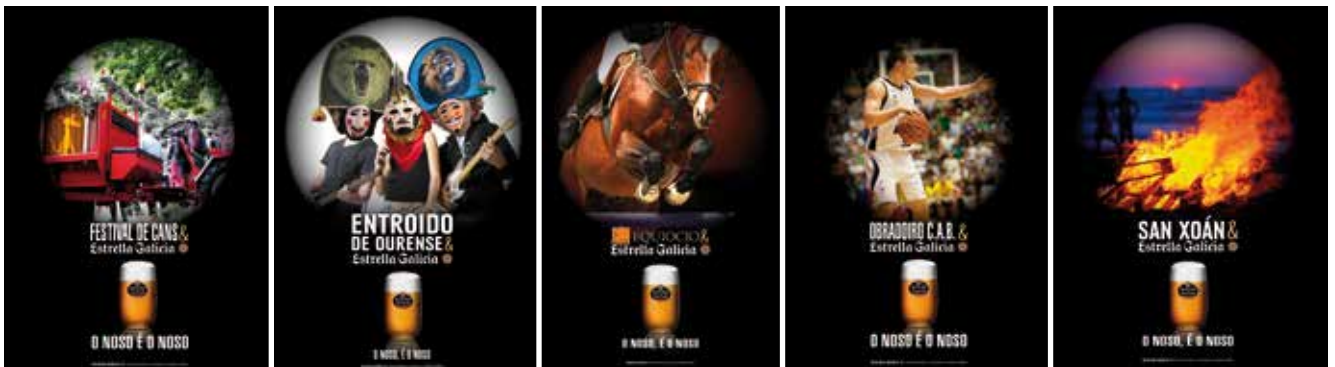 FESTIVAL DE CANS &
Estrella Galicia
O NOSO É O NOSO
ENTROIDO
DE OURENSE &
Estrella Galicia
O NOSO, É O NOSO
EQUIOCIO &
Estrella Galicia
O NOSO, É O NOSO
OBRADOIRO C.A.B. &
Estrella Galicia
O NOSO É O NOSO
SAN XOÁN &
Estrella Galicia
O NOSO, É O NOSO